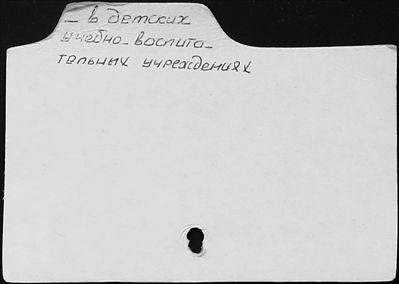 – в детских
учебно-воспита-
тельных учреждениях